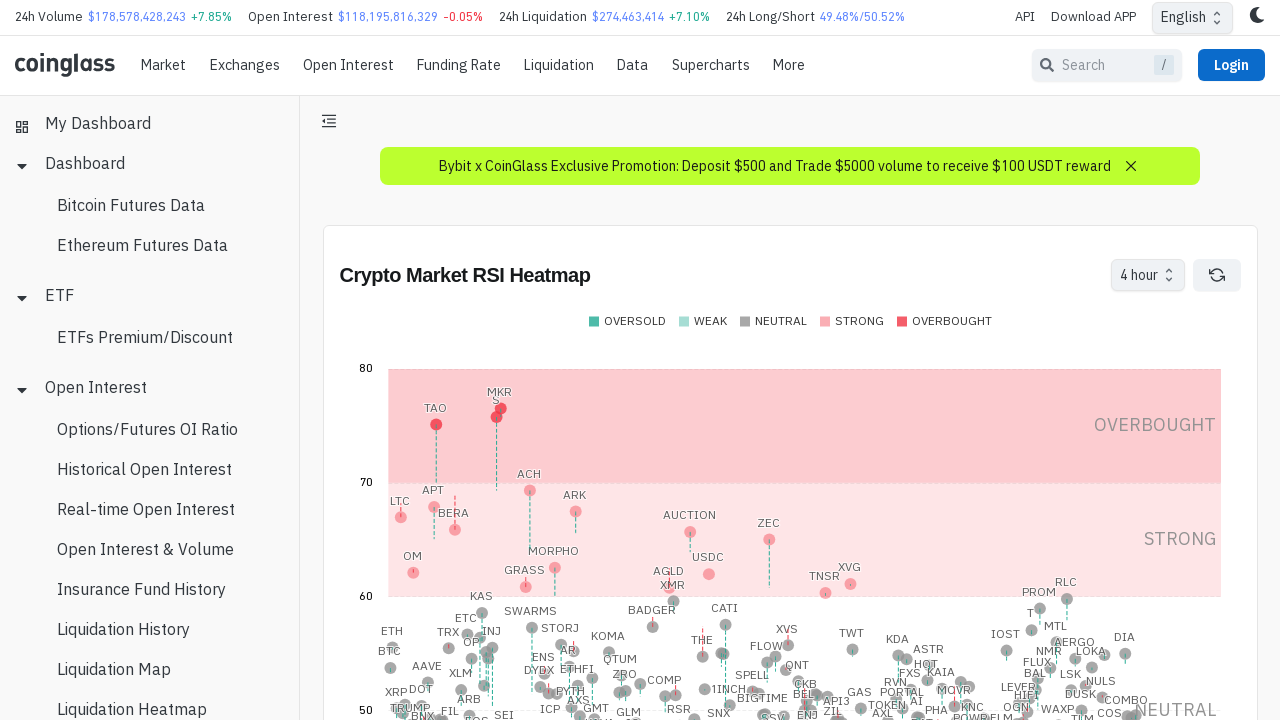 24h Volume $178,578,428,243 +7.85% Open Interest $118,195,816,329 -0.05% 24h Liquidation $274,463,414 +7.10% 24h Long/Short 49.48%/50.52% API Download APP English
coinglass Market Exchanges Open Interest Funding Rate Liquidation Data Supercharts More Search / Login
My Dashboard
Dashboard
Bitcoin Futures Data
Ethereum Futures Data
ETF
ETFs Premium/Discount
Open Interest
Options/Futures OI Ratio
Historical Open Interest
Real-time Open Interest
Open Interest & Volume
Insurance Fund History
Liquidation History
Liquidation Map
Liquidation Heatmap
Bybit x CoinGlass Exclusive Promotion: Deposit $500 and Trade $5000 volume to receive $100 USDT reward
Crypto Market RSI Heatmap 4 hour
OVERSOLD WEAK NEUTRAL STRONG OVERBOUGHT
80
MKR
S
TAO
OVERBOUGHT
70
ACH
APT
ARK
LTC
BERA
AUCTION
ZEC
STRONG
OM
MORPHO
USDC
GRASS
AGLD
XVG
TNSR
XMR
RLC
60
KAS
PROM
SWARMS
BADGER
CATI
T
ETC
ETH
TRX
INJ
STORJ
KOMA
THE
XVS
TWT
IOST
MTL
DIA
OP
KDA
NMR
AERGO
BTC
AR
FLOW
ASTR
LOKA
ENS
QTUM
FLUX
AAVE
DYDX
ETHFI
ONT
HOT
XLM
ZRO
COMP
SPELL
FXS
KAIA
BAL
LSK
NULS
XRP
DOT
PYTH
1INCH
RVN
PORTAL
MOVR
LEVER
DUSK
ARB
AXS
BEL
GAS
AI
HIFI
COMBO
TRUMP
ICP
GMT
RSR
API3
TOKEN
KNC
OGN
WAXP
50
BNX
FIL
SEI
GLM
SNX
ENJ
ZIL
AXL
PHA
COS
NEUTRAL